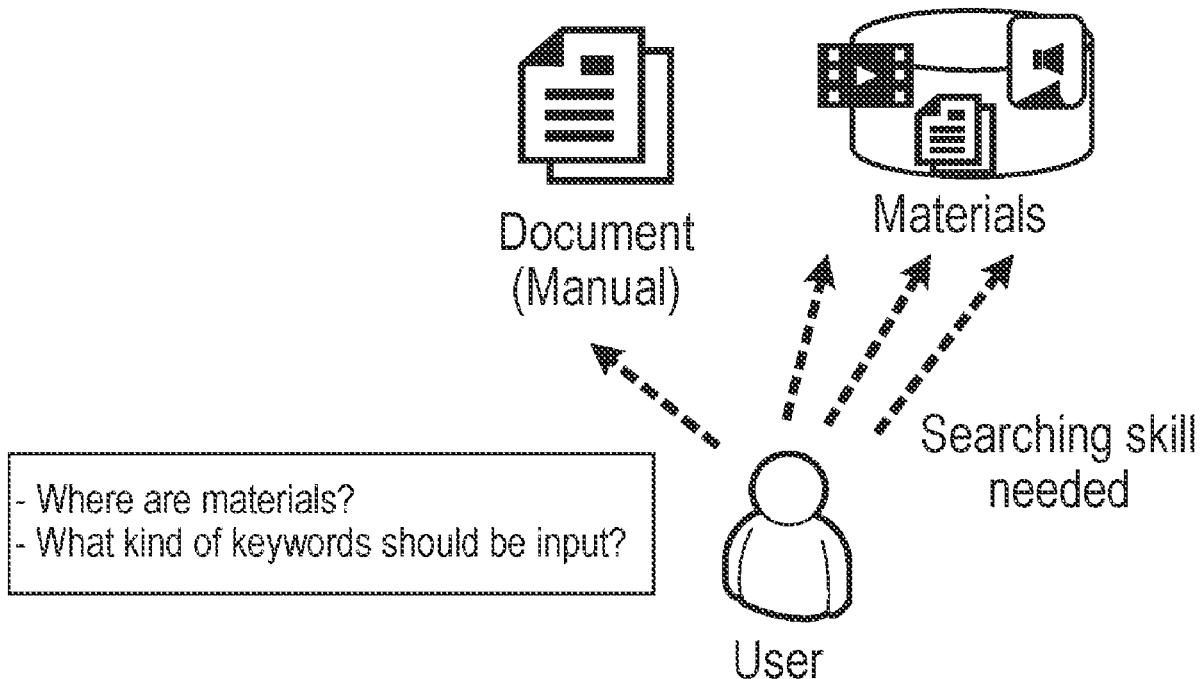 Document
(Manual)
Materials
Searching skill
needed
- Where are materials?
- What kind of keywords should be input?
User